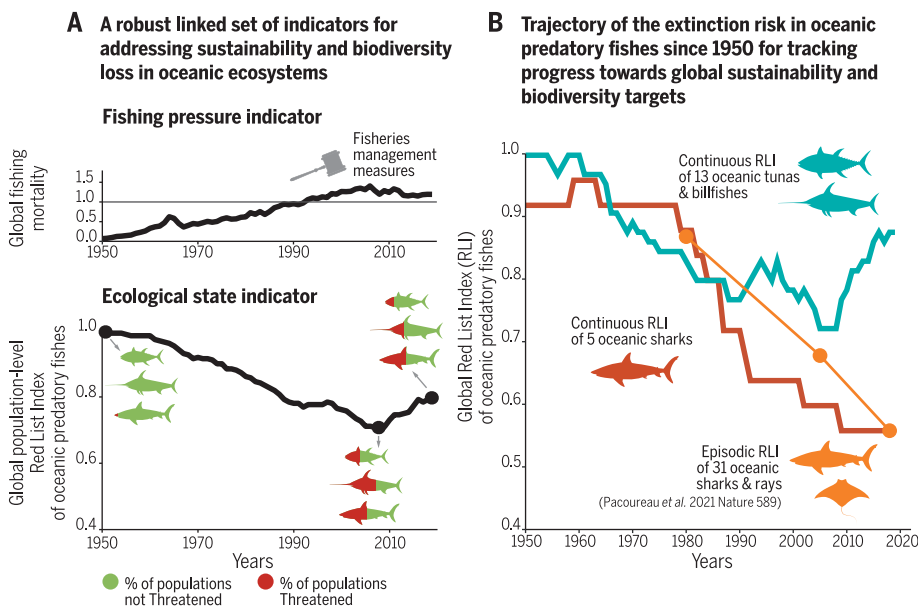 A A robust linked set of indicators for
addressing sustainability and biodiversity
loss in oceanic ecosystems
Fishing pressure indicator
Fisheries
management
measures
Global fishing
mortality
1.5
1.0
0.5
0.0
1950
1970
1990
2010
Ecological state indicator
Global population-level
Red List Index
of oceanic predatory fishes
1.0
0.8
0.6
0.4
1950
1970
1990
2010
Years
% of populations
not Threatened
% of populations
Threatened
B Trajectory of the extinction risk in oceanic
predatory fishes since 1950 for tracking
progress towards global sustainability and
biodiversity targets
Global Red List Index (RLI)
of oceanic predatory fishes
1.0
0.9
0.8
0.7
0.6
0.5
0.4
Continuous RLI
of 13 oceanic tunas
& billfishes
Continuous RLI
of 5 oceanic sharks
Episodic RLI
of 31 oceanic
sharks & rays
(Pacoureau et al. 2021 Nature 589)
1950
1960
1970
1980
1990
2000
2010
2020
Years